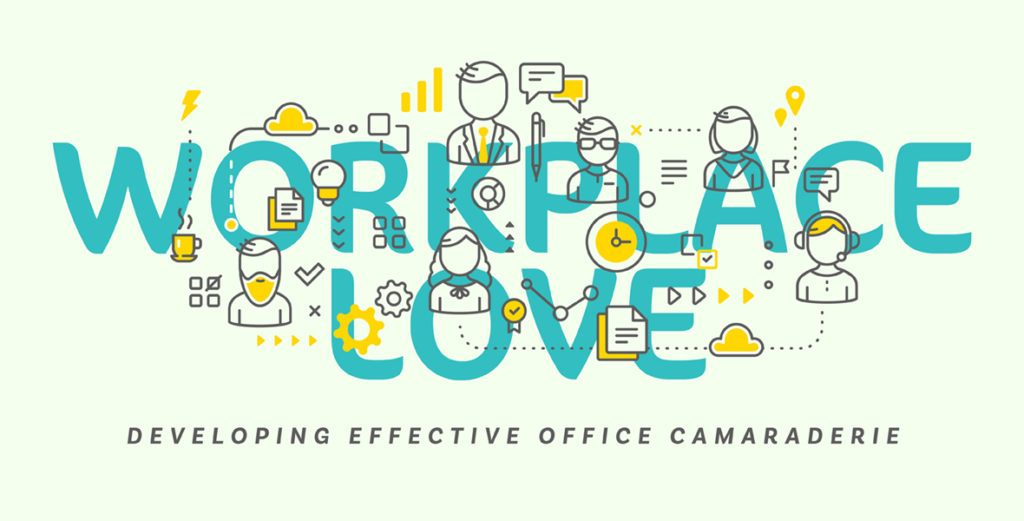 WORKPLACE
LOVE
DEVELOPING EFFECTIVE OFFICE CAMARADERIE